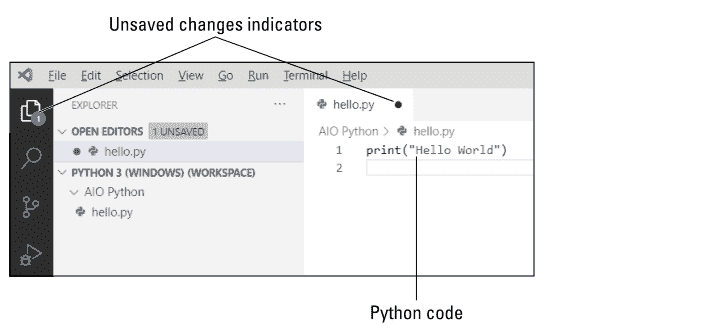 Unsaved changes indicators
File Edit Selection View Go Run Terminal Help
EXPLORER ... hello.py
1
OPEN EDITORS 1 UNSAVED
AIO Python > hello.py
hello.py
1 print("Hello World")
PYTHON 3 (WINDOWS) (WORKSPACE)
2
AIO Python
hello.py
Python code